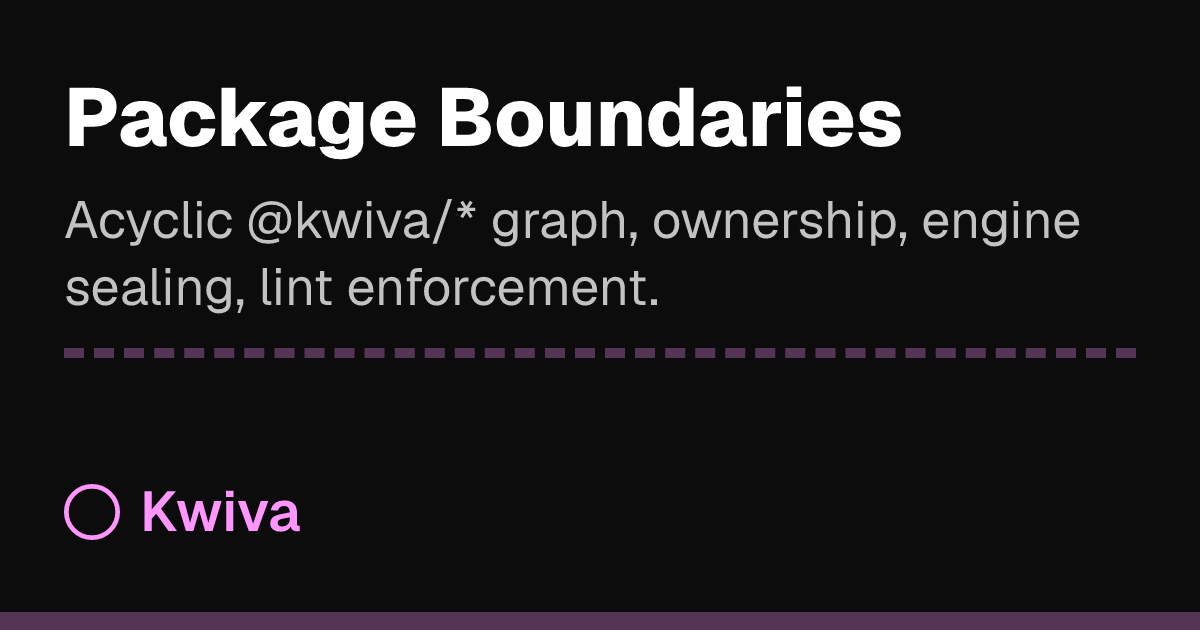 Package Boundaries
Acyclic @kwiva/* graph, ownership, engine
sealing, lint enforcement.
Kwiva